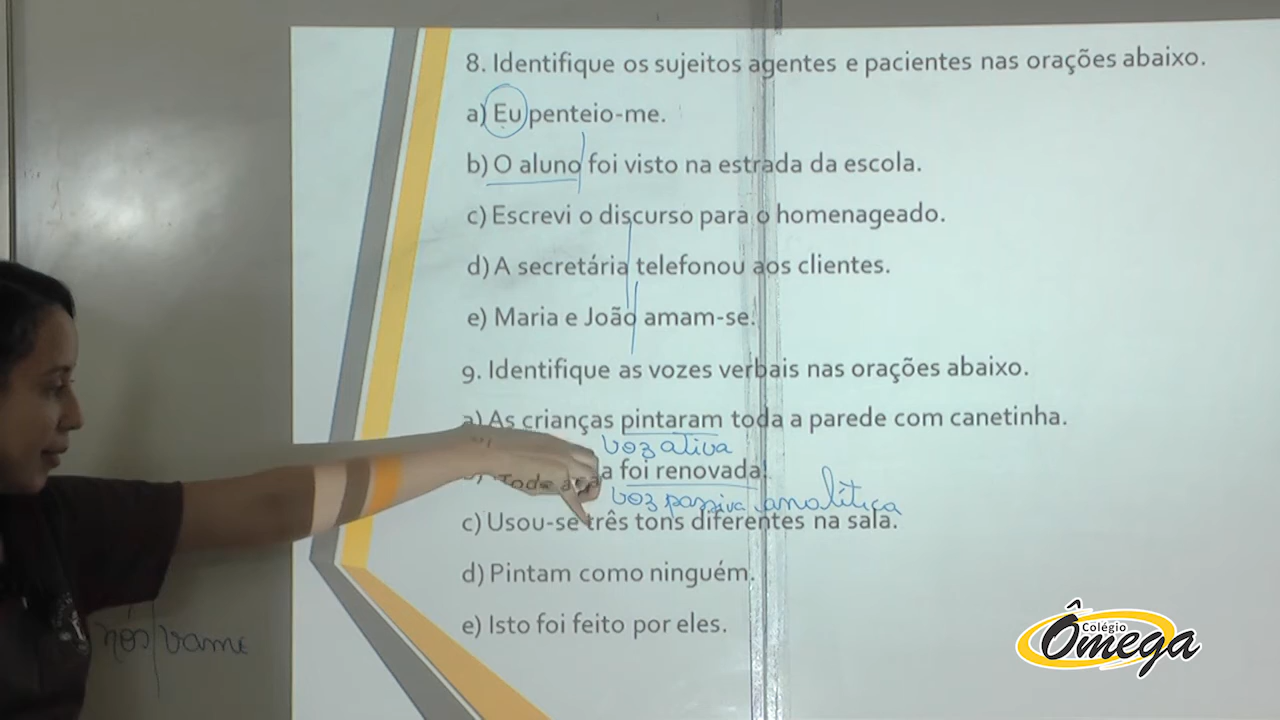 8. Identifique os sujeitos agentes e pacientes nas orações abaixo.
a) Eu penteio-me.
b) O aluno foi visto na estrada da escola.
c) Escrevi o discurso para o homenageado.
d) A secretária telefonou aos clientes.
e) Maria e João amam-se.
9. Identifique as vozes verbais nas orações abaixo.
a) As crianças pintaram toda a parede com canetinha.
voz ativa
b) Toda a foi renovada.
voz passiva analítica
c) Usou-se três tons diferentes na sala.
d) Pintam como ninguém.
e) Isto foi feito por eles.
nós vamc
Colégio
Ômega